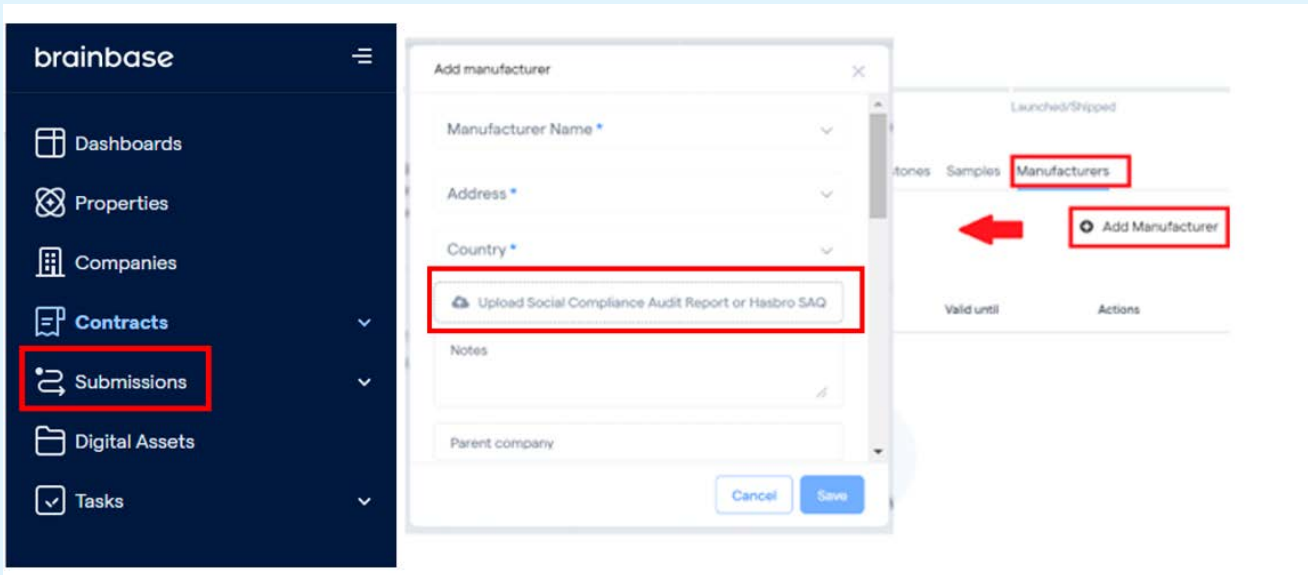 brainbase
Dashboards
Properties
Companies
Contracts
Submissions
Digital Assets
Tasks
Add manufacturer
Manufacturer Name *
Address *
Country *
Upload Social Compliance Audit Report or Hasbro SAQ
Notes
Parent company
Cancel Save
Launched/Shipped
tones Samples Manufacturers
Add Manufacturer
Valid until Actions